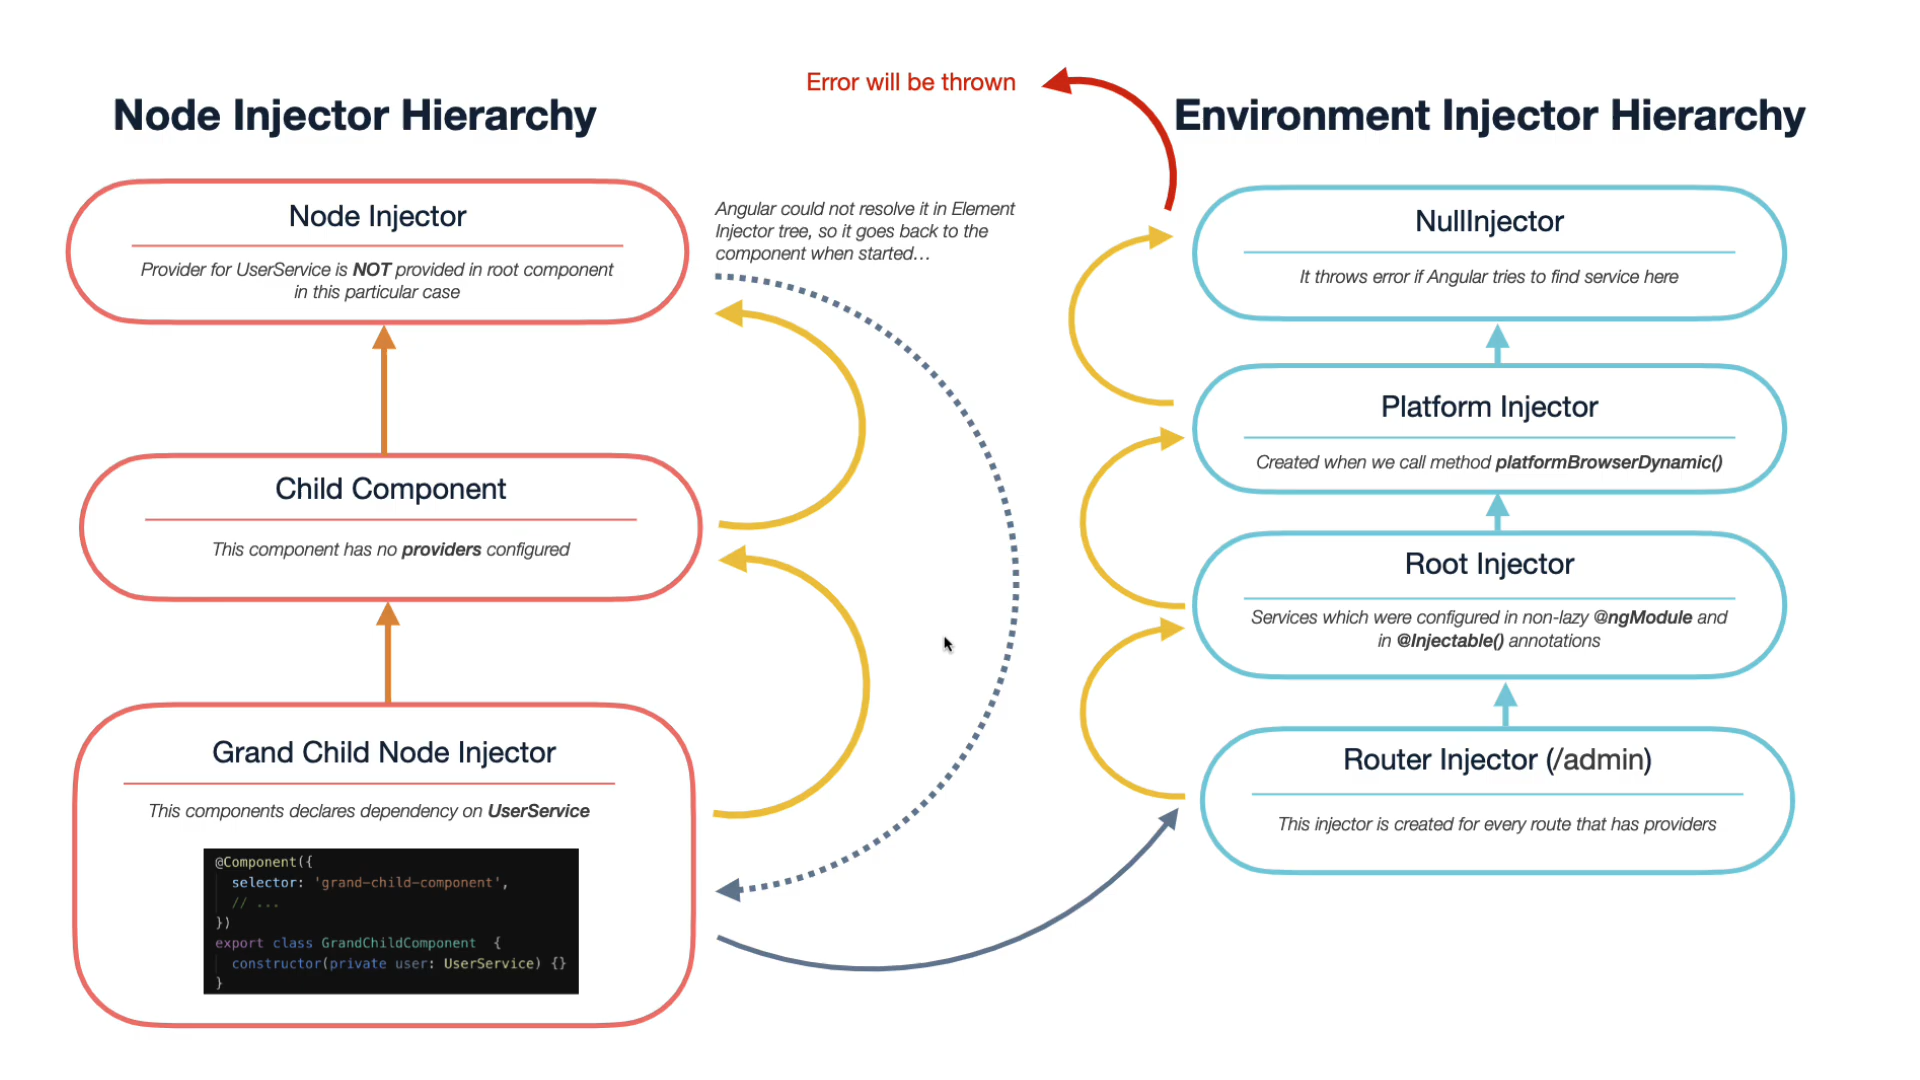 Error will be thrown
Node Injector Hierarchy
Environment Injector Hierarchy
Node Injector
Provider for UserService is NOT provided in root component
in this particular case
Angular could not resolve it in Element
Injector tree, so it goes back to the
component when started...
Child Component
This component has no providers configured
Grand Child Node Injector
This components declares dependency on UserService
@Component({
selector: 'grand-child-component',
// ...
})
export class GrandChildComponent {
constructor(private user: UserService) {}
}
NullInjector
It throws error if Angular tries to find service here
Platform Injector
Created when we call method platformBrowserDynamic()
Root Injector
Services which were configured in non-lazy @ngModule and
in @Injectable() annotations
Router Injector (/admin)
This injector is created for every route that has providers